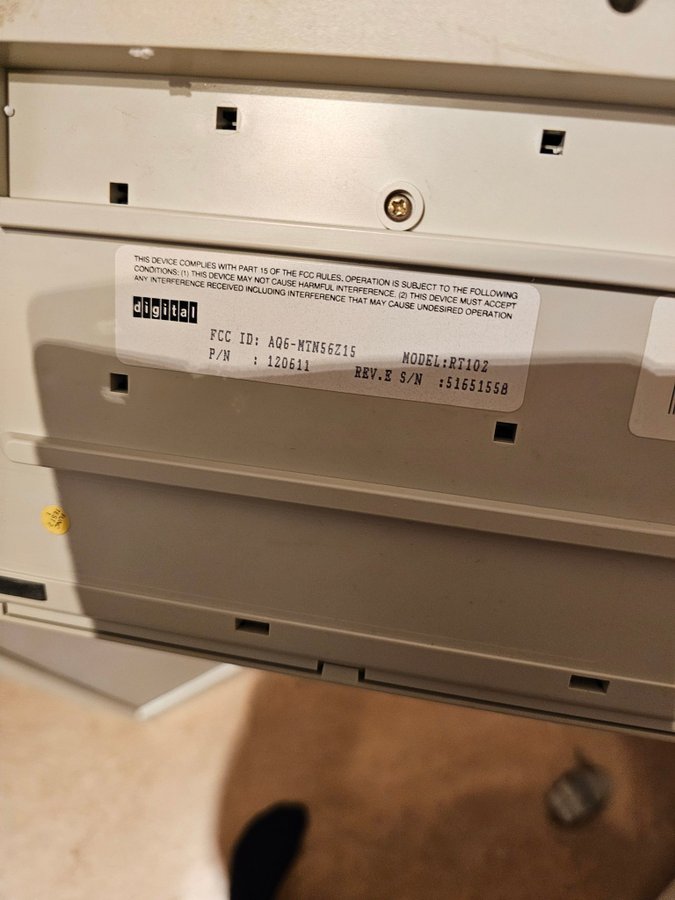 THIS DEVICE COMPLIES WITH PART 15 OF THE FCC RULES. OPERATION IS SUBJECT TO THE FOLLOWING
CONDITIONS: (1) THIS DEVICE MAY NOT CAUSE HARMFUL INTERFERENCE. (2) THIS DEVICE MUST ACCEPT
ANY INTERFERENCE RECEIVED INCLUDING INTERFERENCE THAT MAY CAUSE UNDESIRED OPERATION
digital
FCC ID: AQ6-MTN56Z15 MODEL:RT102
P/N : 120611 REV.E S/N :51651558